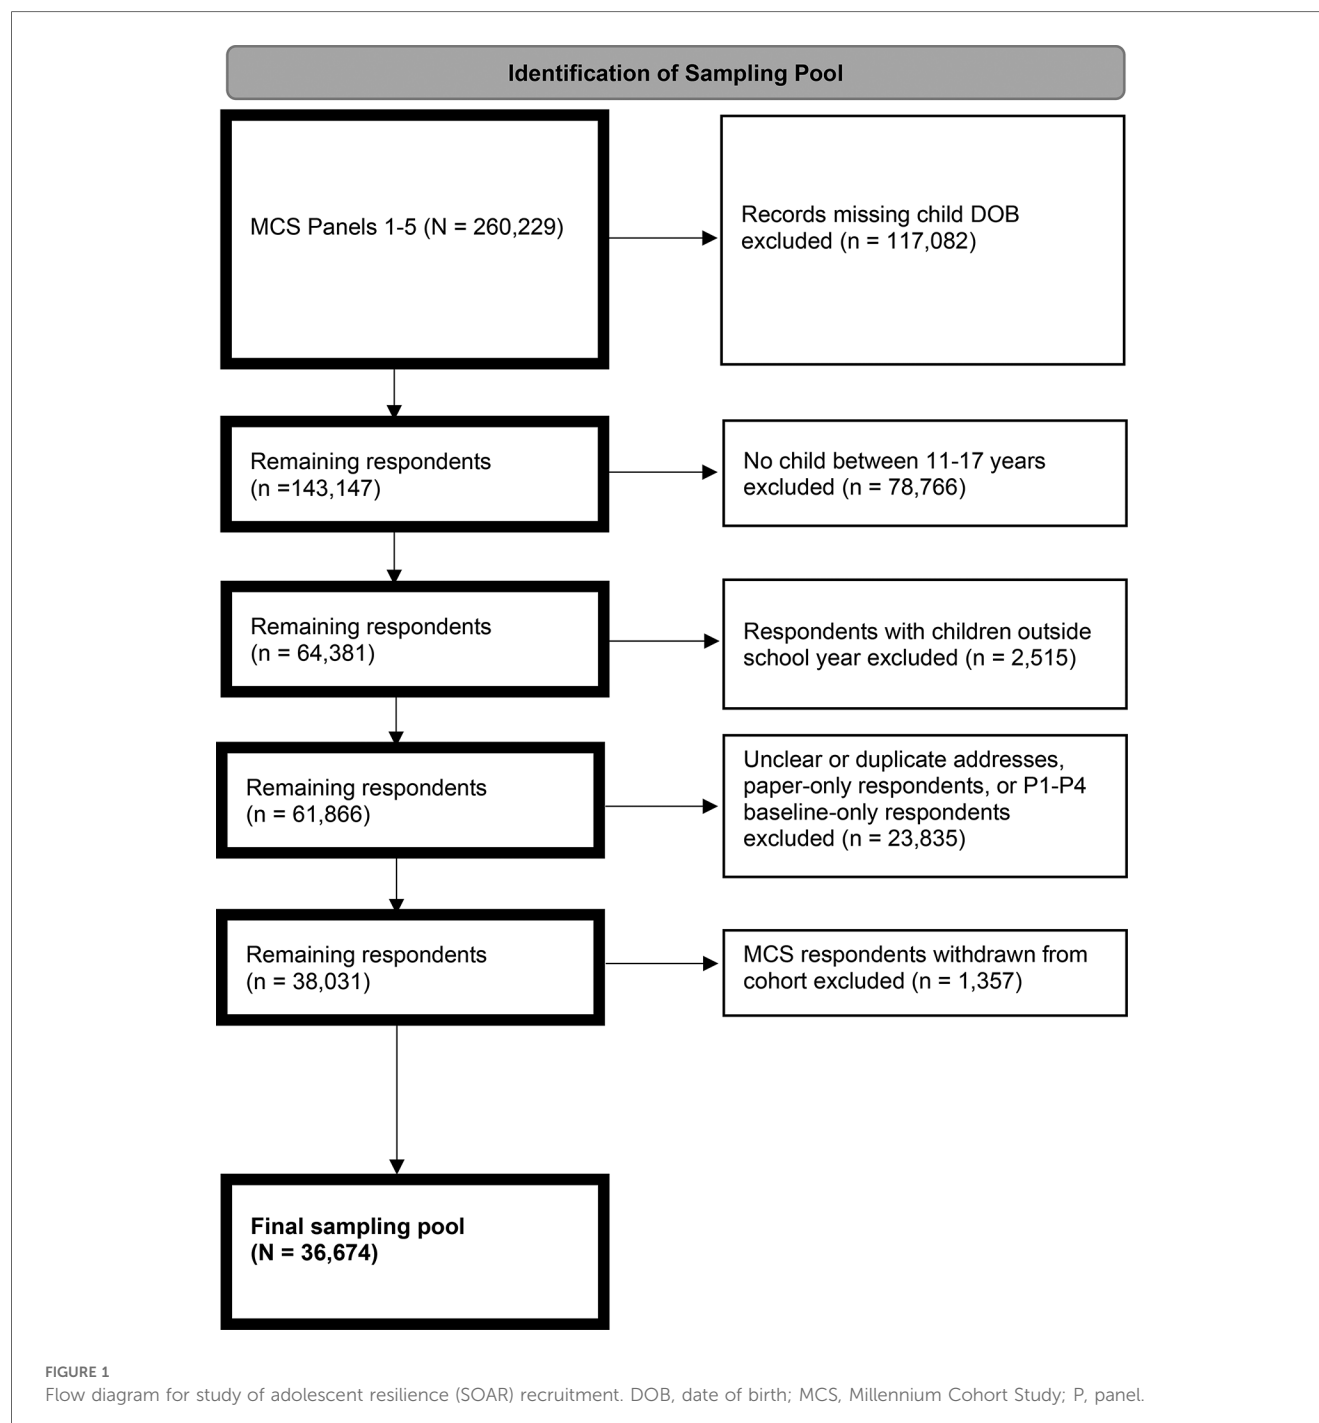 Identification of Sampling Pool
MCS Panels 1-5 (N = 260,229)
Records missing child DOB
excluded (n = 117,082)
Remaining respondents
(n =143,147)
No child between 11-17 years
excluded (n = 78,766)
Remaining respondents
(n = 64,381)
Respondents with children outside
school year excluded (n = 2,515)
Remaining respondents
(n = 61,866)
Unclear or duplicate addresses,
paper-only respondents, or P1-P4
baseline-only respondents
excluded (n = 23,835)
Remaining respondents
(n = 38,031)
MCS respondents withdrawn from
cohort excluded (n = 1,357)
Final sampling pool
(N = 36,674)
FIGURE 1
Flow diagram for study of adolescent resilience (SOAR) recruitment. DOB, date of birth; MCS, Millennium Cohort Study; P, panel.